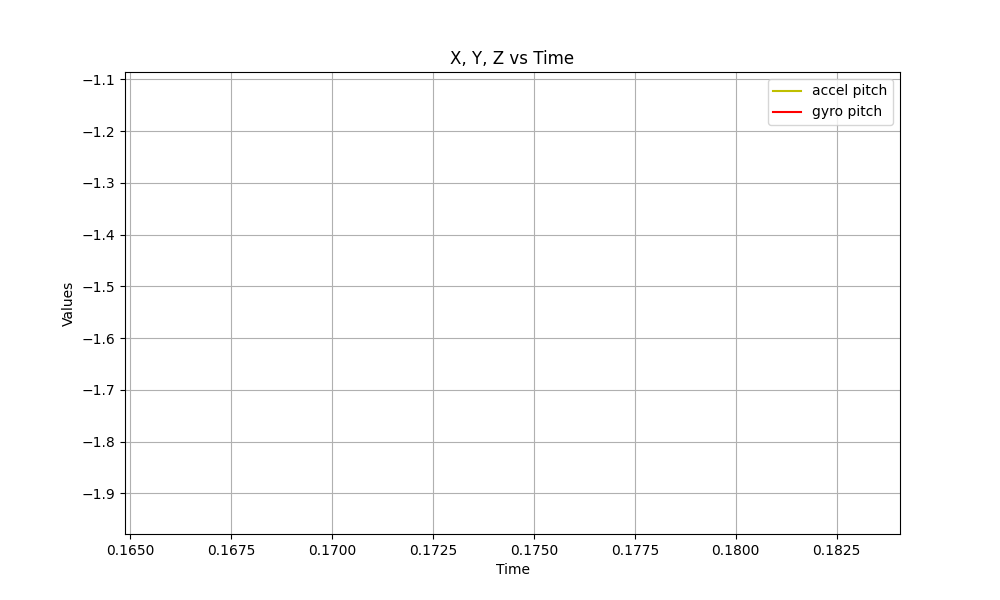 X, Y, Z vs Time
accel pitch
gyro pitch
−1.1
−1.2
−1.3
−1.4
−1.5
−1.6
−1.7
−1.8
−1.9
Values
0.1650 0.1675 0.1700 0.1725 0.1750 0.1775 0.1800 0.1825
Time